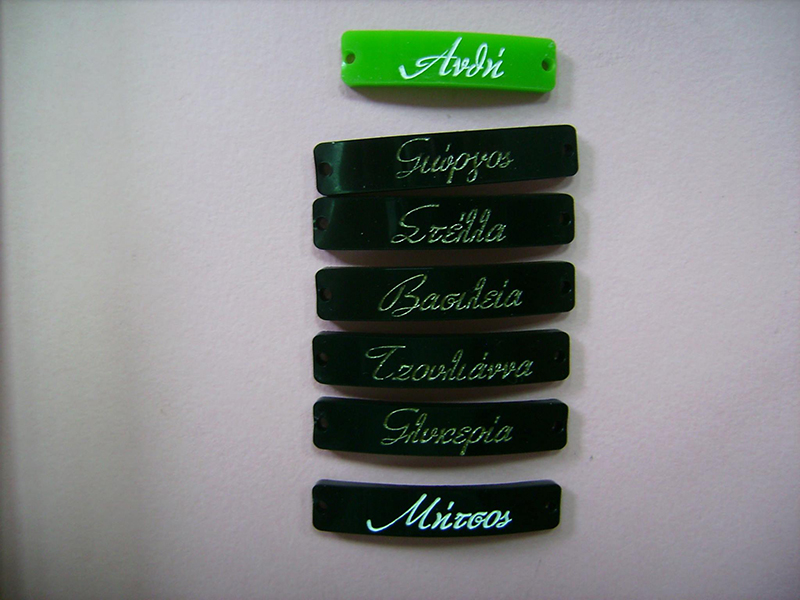 Ανθή
Γιώργος
Στέλλα
Βασιλεία
Τζουλιάννα
Γλυκερία
Μήτσος